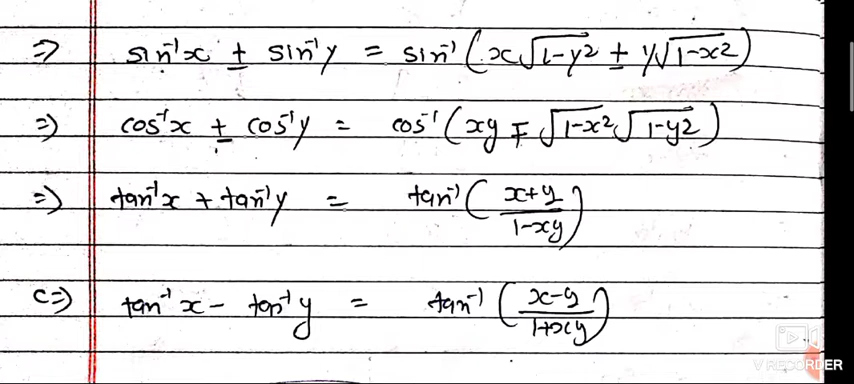 ⇒ sin⁻¹x ± sin⁻¹y = sin⁻¹(x√1-y² ± y√1-x²)
⇒ cos⁻¹x ± cos⁻¹y = cos⁻¹(xy ∓ √1-x² √1-y²)
⇒ tan⁻¹x + tan⁻¹y = tan⁻¹(x+y / 1-xy)
c⇒ tan⁻¹x - tan⁻¹y = tan⁻¹(x-y / 1+xy)
V RECORDER